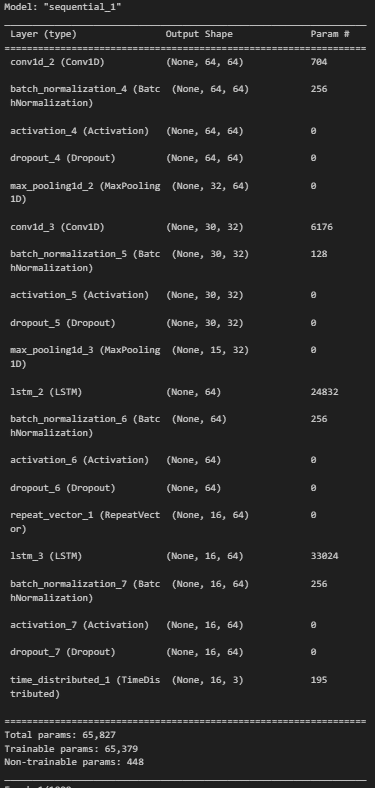 Model: "sequential_1"
_________________________________________________________________
Layer (type) Output Shape Param #
=================================================================
conv1d_2 (Conv1D) (None, 64, 64) 704
batch_normalization_4 (Batc (None, 64, 64) 256
hNormalization)
activation_4 (Activation) (None, 64, 64) 0
dropout_4 (Dropout) (None, 64, 64) 0
max_pooling1d_2 (MaxPooling (None, 32, 64) 0
1D)
conv1d_3 (Conv1D) (None, 30, 32) 6176
batch_normalization_5 (Batc (None, 30, 32) 128
hNormalization)
activation_5 (Activation) (None, 30, 32) 0
dropout_5 (Dropout) (None, 30, 32) 0
max_pooling1d_3 (MaxPooling (None, 15, 32) 0
1D)
lstm_2 (LSTM) (None, 64) 24832
batch_normalization_6 (Batc (None, 64) 256
hNormalization)
activation_6 (Activation) (None, 64) 0
dropout_6 (Dropout) (None, 64) 0
repeat_vector_1 (RepeatVect (None, 16, 64) 0
or)
lstm_3 (LSTM) (None, 16, 64) 33024
batch_normalization_7 (Batc (None, 16, 64) 256
hNormalization)
activation_7 (Activation) (None, 16, 64) 0
dropout_7 (Dropout) (None, 16, 64) 0
time_distributed_1 (TimeDis (None, 16, 3) 195
tributed)
=================================================================
Total params: 65,827
Trainable params: 65,379
Non-trainable params: 448
_________________________________________________________________